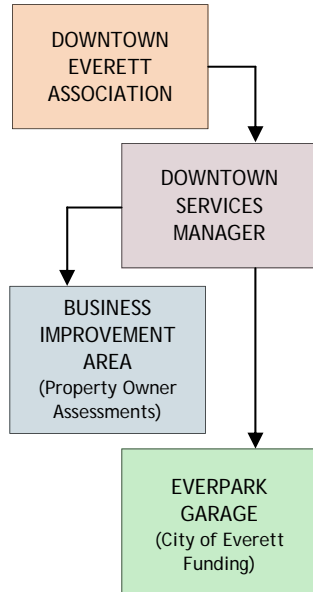 DOWNTOWN
EVERETT
ASSOCIATION
DOWNTOWN
SERVICES
MANAGER
BUSINESS
IMPROVEMENT
AREA
(Property Owner
Assessments)
EVERPARK
GARAGE
(City of Everett
Funding)